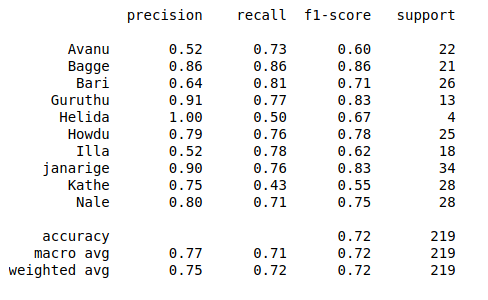 precision recall f1-score support
Avanu 0.52 0.73 0.60 22
Bagge 0.86 0.86 0.86 21
Bari 0.64 0.81 0.71 26
Guruthu 0.91 0.77 0.83 13
Helida 1.00 0.50 0.67 4
Howdu 0.79 0.76 0.78 25
Illa 0.52 0.78 0.62 18
janarige 0.90 0.76 0.83 34
Kathe 0.75 0.43 0.55 28
Nale 0.80 0.71 0.75 28
accuracy 0.72 219
macro avg 0.77 0.71 0.72 219
weighted avg 0.75 0.72 0.72 219